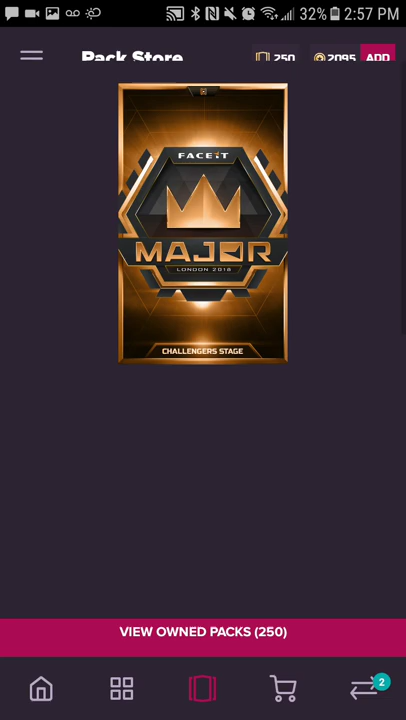 32% 2:57 PM
Pack Store 250 2095 ADD
FACEIT
MAJOR
LONDON 2018
CHALLENGERS STAGE
VIEW OWNED PACKS (250)
2